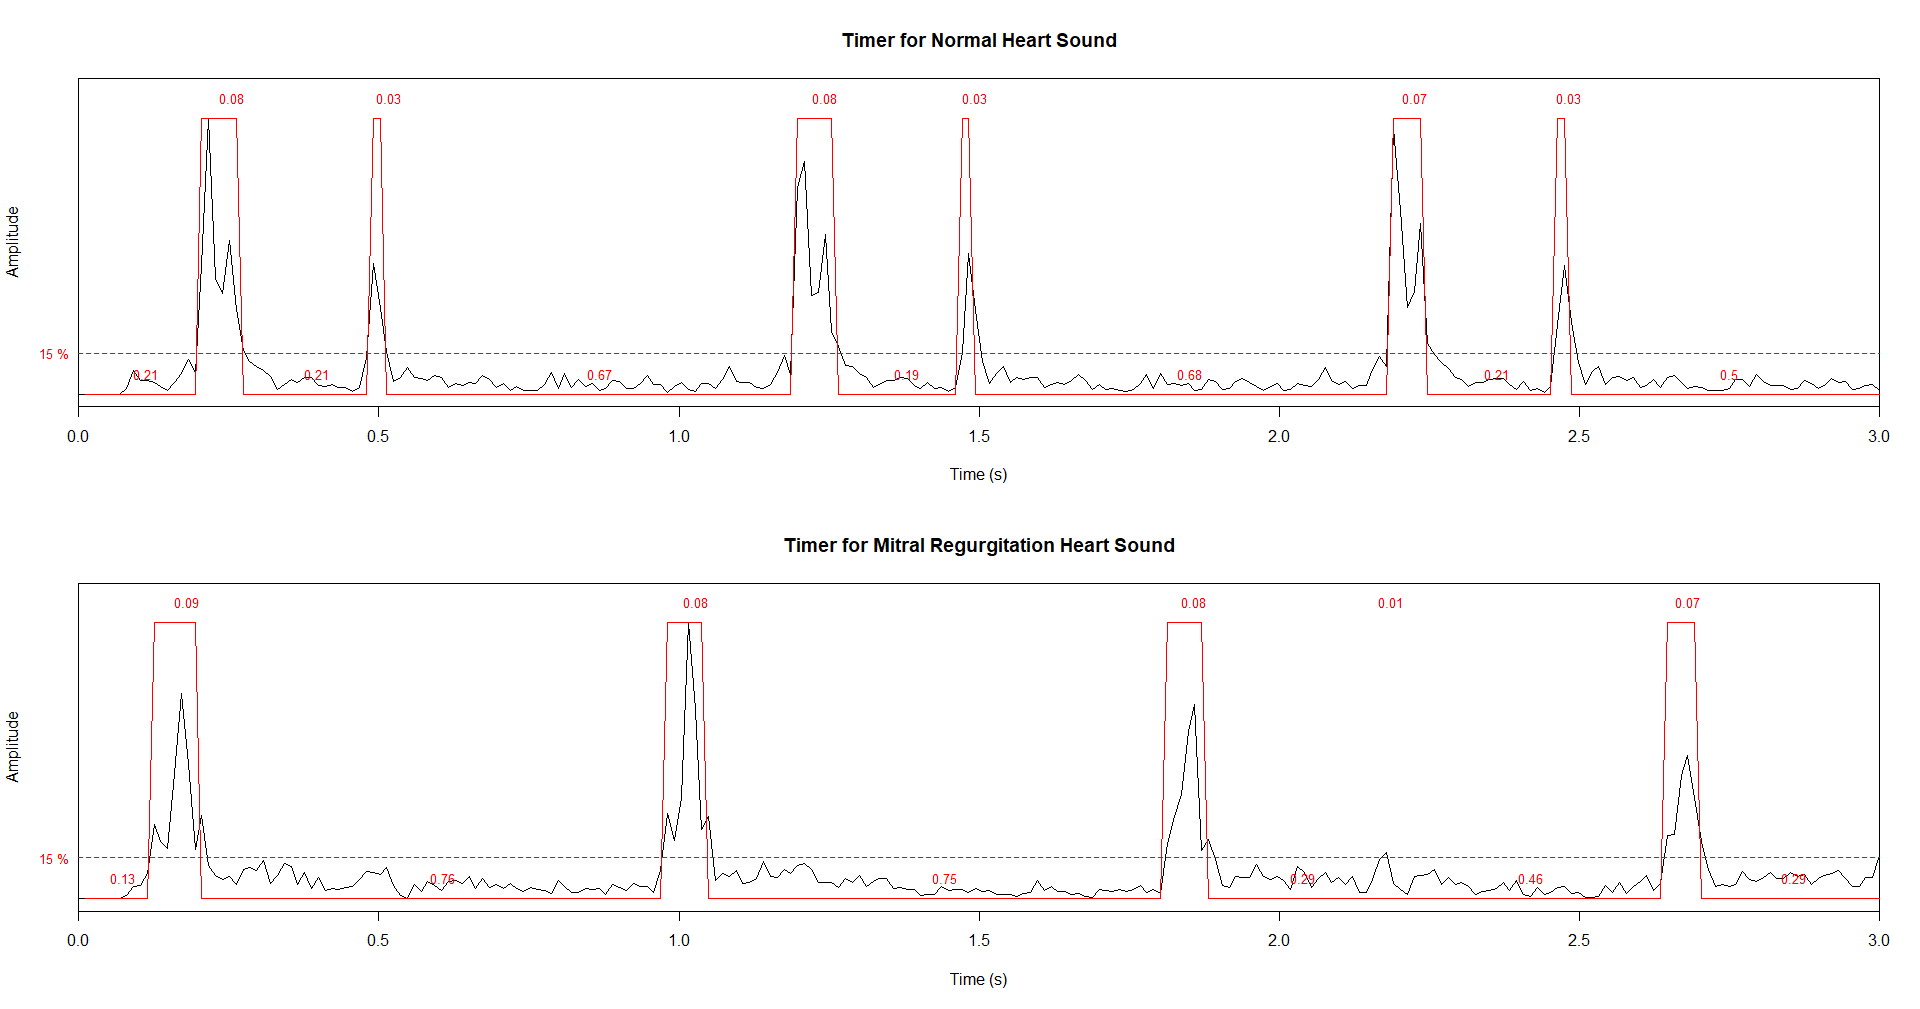 Timer for Normal Heart Sound
0.08 0.03 0.08 0.03 0.07 0.03
Amplitude
15 %
0.21 0.21 0.67 0.19 0.68 0.21 0.5
0.0 0.5 1.0 1.5 2.0 2.5 3.0
Time (s)
Timer for Mitral Regurgitation Heart Sound
0.09 0.08 0.08 0.01 0.07
Amplitude
15 %
0.13 0.76 0.75 0.29 0.46 0.29
0.0 0.5 1.0 1.5 2.0 2.5 3.0
Time (s)